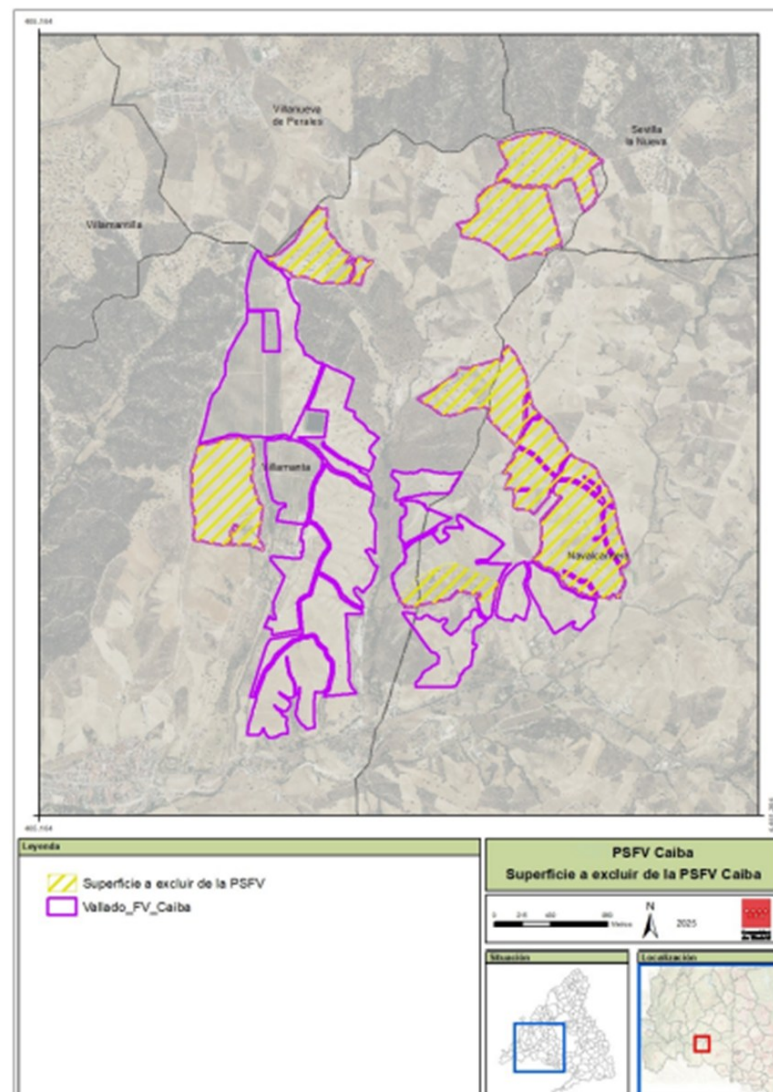 Villanueva
de Perales
Sevilla
la Nueva
Villamantilla
Villamanta
Navalcarnero
Leyenda
Superficie a excluir de la PSFV
Vallado_FV_Caiba
PSFV Caiba
Superficie a excluir de la PSFV Caiba
N
2025
Situación
Localización